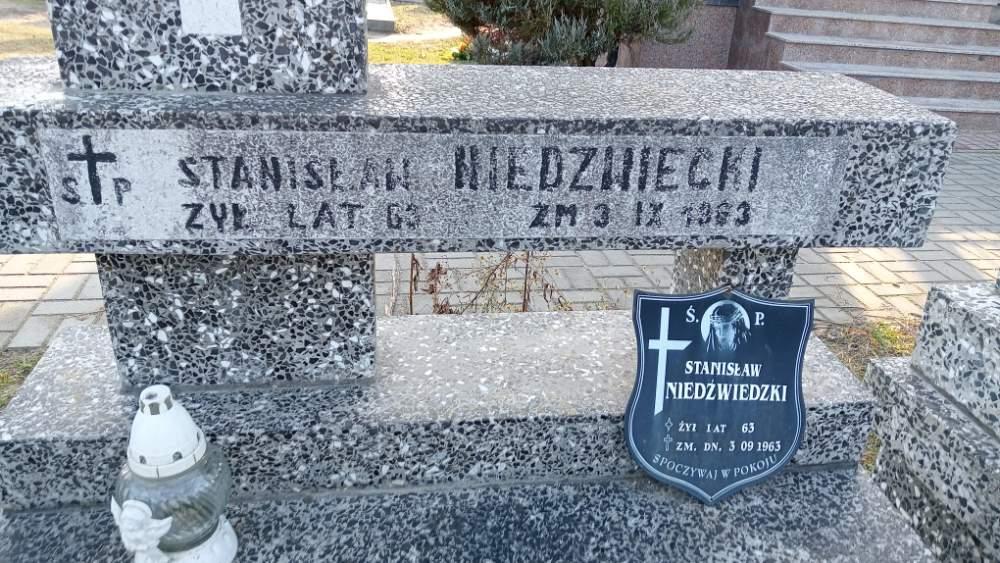 Ś P STANISŁAW NIEDZWIECKI
ZYŁ LAT 63 ZM 3 IX 1963
Ś. P.
STANISŁAW
NIEDŹWIEDZKI
ŻYŁ LAT 63
ZM. DN. 3 09 1963
SPOCZYWAJ W POKOJU